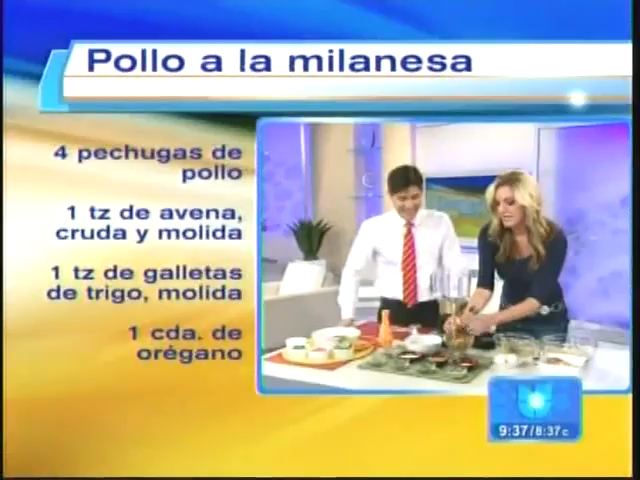 Pollo a la milanesa
4 pechugas de
pollo
1 tz de avena,
cruda y molida
1 tz de galletas
de trigo, molida
1 cda. de
orégano
9:37/8:37c